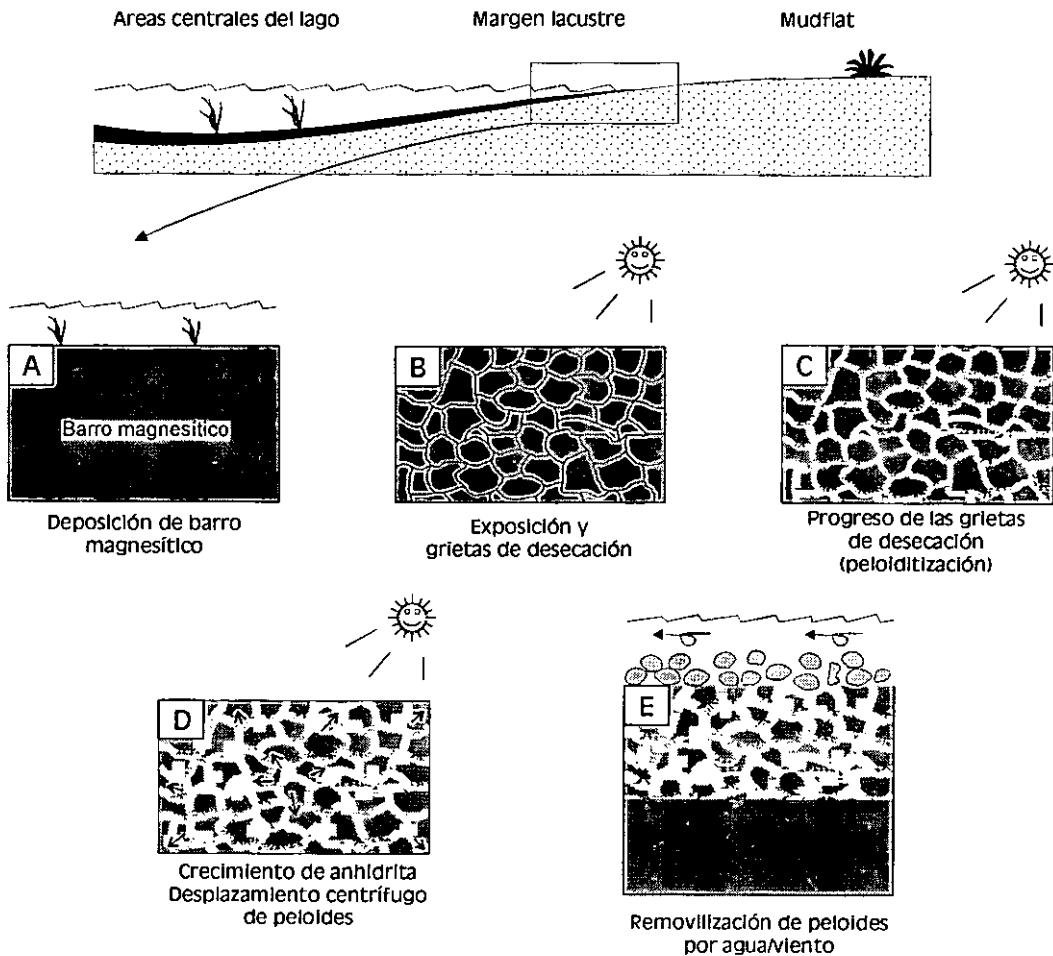 Areas centrales del lago
Margen lacustre
Mudflat
A
Barro magnesítico
Deposición de barro
magnesítico
B
Exposición y
grietas de desecación
C
Progreso de las grietas
de desecación
(peloiditización)
D
Crecimiento de anhidrita
Desplazamiento centrífugo
de peloides
E
Removilización de peloides
por agua/viento